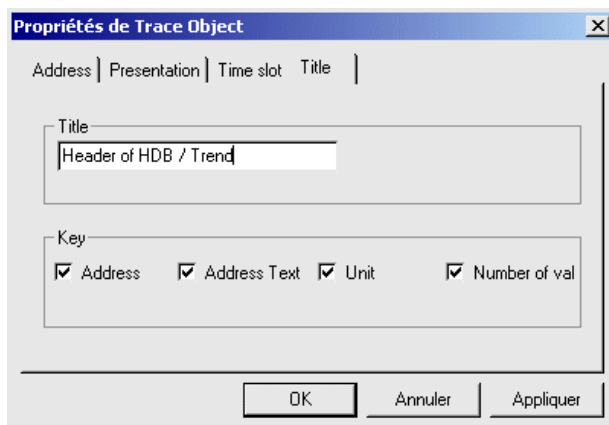 Propriétés de Trace Object
Address Presentation Time slot Title
Title
Header of HDB / Trend
Key
Address Address Text Unit Number of val
OK Annuler Appliquer